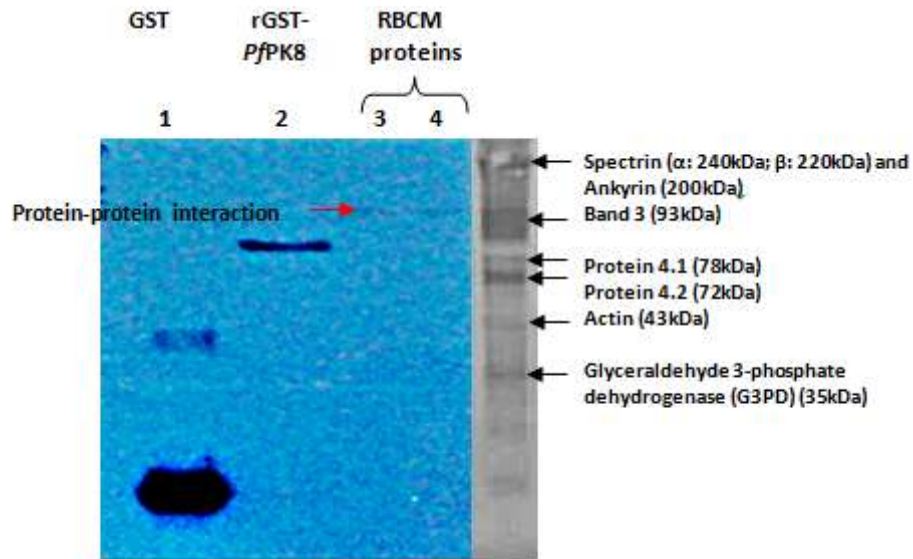 GST
rGST-
PfPK8
RBCM
proteins
1
2
3
4
Spectrin (α: 240kDa; β: 220kDa) and
Ankyrin (200kDa)
Protein-protein interaction
Band 3 (93kDa)
Protein 4.1 (78kDa)
Protein 4.2 (72kDa)
Actin (43kDa)
Glyceraldehyde 3-phosphate
dehydrogenase (G3PD) (35kDa)